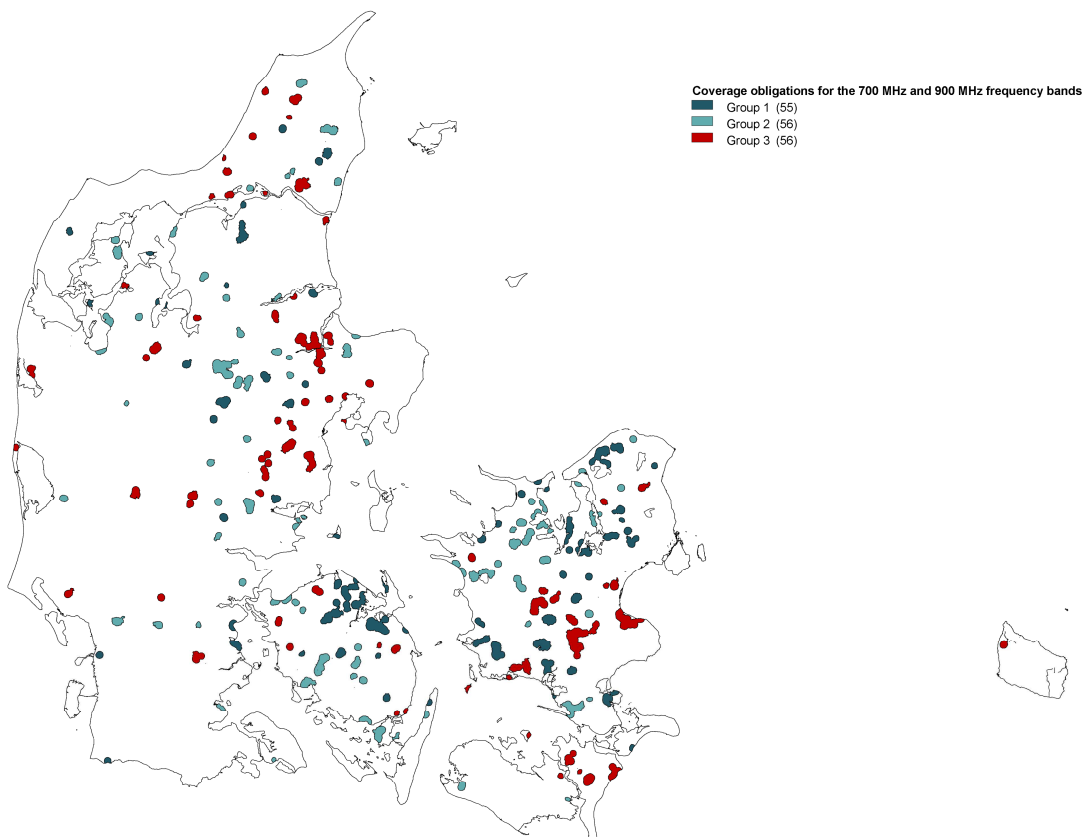 Coverage obligations for the 700 MHz and 900 MHz frequency bands
Group 1 (55)
Group 2 (56)
Group 3 (56)